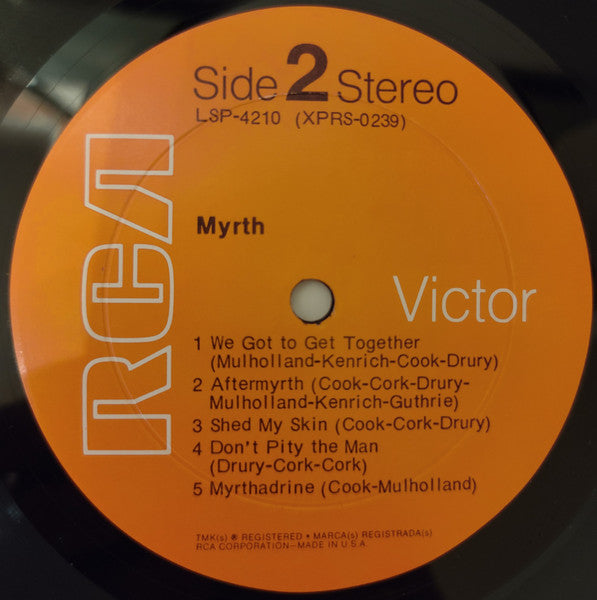 Side 2 Stereo
LSP-4210 (XPRS-0239)
RCA
Myrth
Victor
1 We Got to Get Together
(Mulholland-Kenrich-Cook-Drury)
2 Aftermyrth (Cook-Cork-Drury-
Mulholland-Kenrich-Guthrie)
3 Shed My Skin (Cook-Cork-Drury)
4 Don't Pity the Man
(Drury-Cork-Cork)
5 Myrthadrine (Cook-Mulholland)
TMK(s) ® REGISTERED • MARCA(s) REGISTRADA(s)
RCA CORPORATION—MADE IN U.S.A.